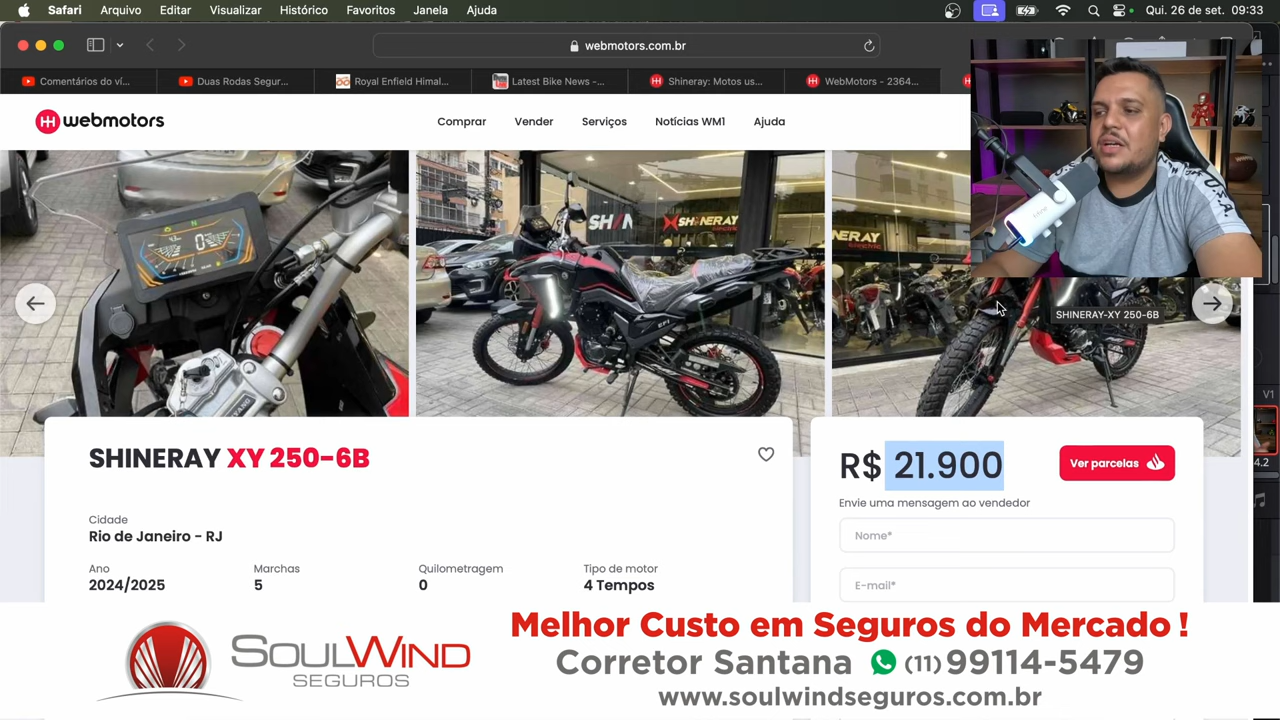 Safari Arquivo Editar Visualizar Histórico Favoritos Janela Ajuda Qui. 26 de set. 09:33
webmotors.com.br
Comentários do ví... Duas Rodas Segur... Royal Enfield Himal... Latest Bike News -... Shineray: Motos us... WebMotors - 2364...
webmotors Comprar Vender Serviços Notícias WM1 Ajuda
SHINERAY
EFI
SHINERAY-XY 250-6B
V1
4.2
SHINERAY XY 250-6B
Cidade
Rio de Janeiro - RJ
Ano Marchas Quilometragem Tipo de motor
2024/2025 5 0 4 Tempos
R$ 21.900 Ver parcelas
Envie uma mensagem ao vendedor
Nome*
E-mail*
SOULWIND
SEGUROS
Melhor Custo em Seguros do Mercado !
Corretor Santana (11) 99114-5479
www.soulwindseguros.com.br